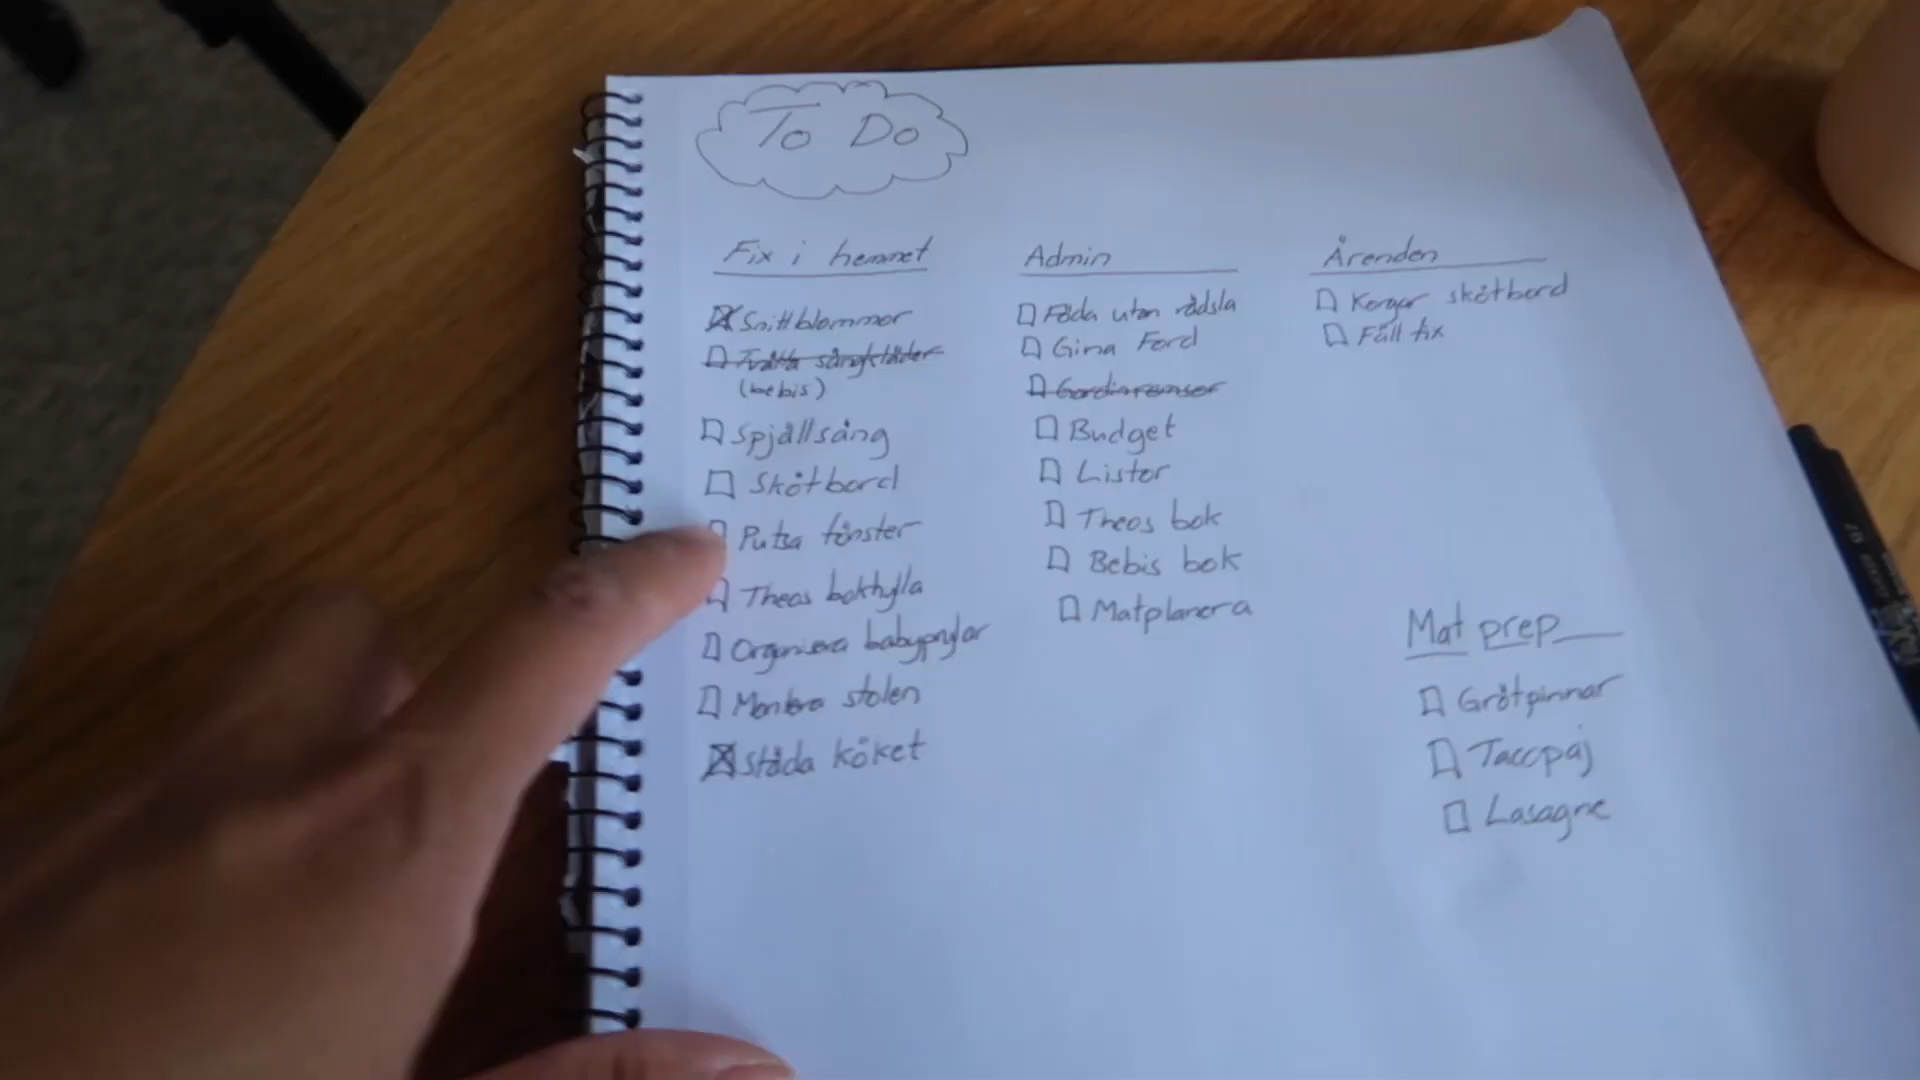 To Do
Fix i hemmet
Snittblommor
Tvätta sängkläder
(bebis)
Spjällsäng
Skötbord
Putsa fönster
Theos bokhylla
Organisera babyprylar
Montera stolen
Städa köket
Admin
Föda utan rädsla
Gina Ford
Budget
Listor
Theos bok
Bebis bok
Matplanera
Ärenden
Korgar skötbord
Fäll fix
Mat prep
Grötpinnar
Tacopaj
Lasagne